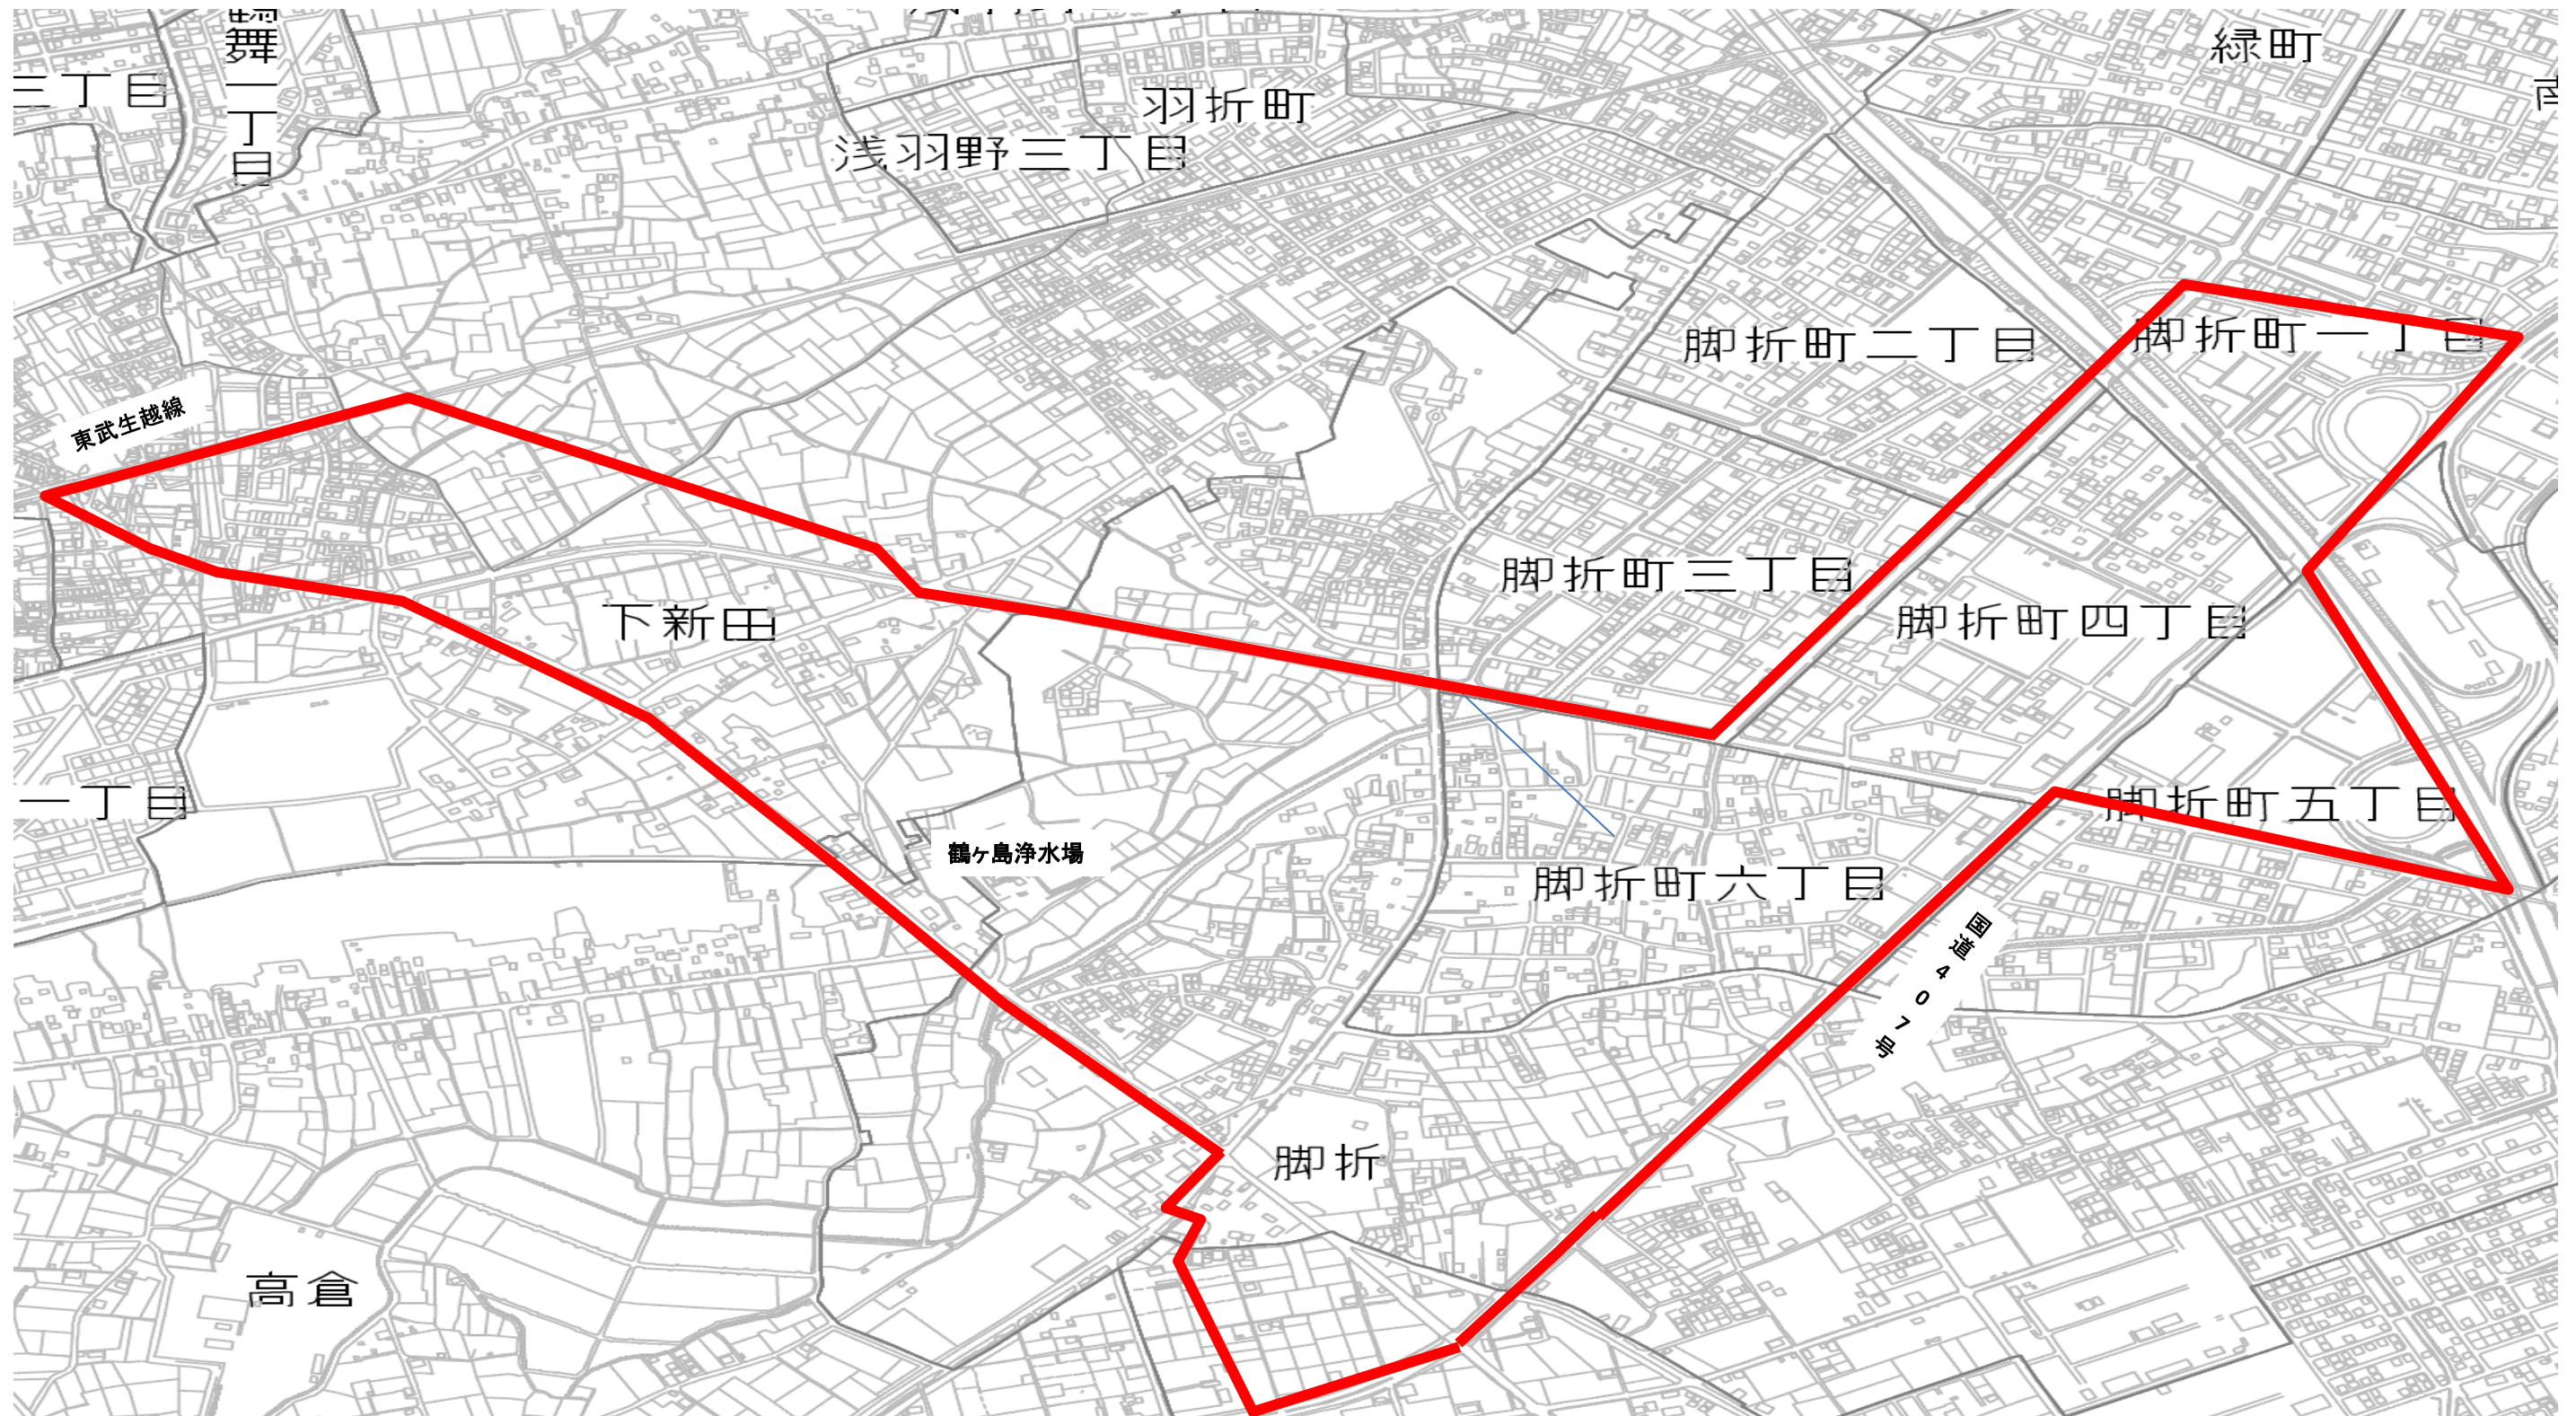 鶴舞一丁目
三丁目
緑町
南
羽折町
浅羽野三丁目
脚折町二丁目
脚折町一丁目
東武越生線
脚折町三丁目
下新田
脚折町四丁目
一丁目
脚折町五丁目
鶴ヶ島浄水場
脚折町六丁目
国道407号
脚折
高倉